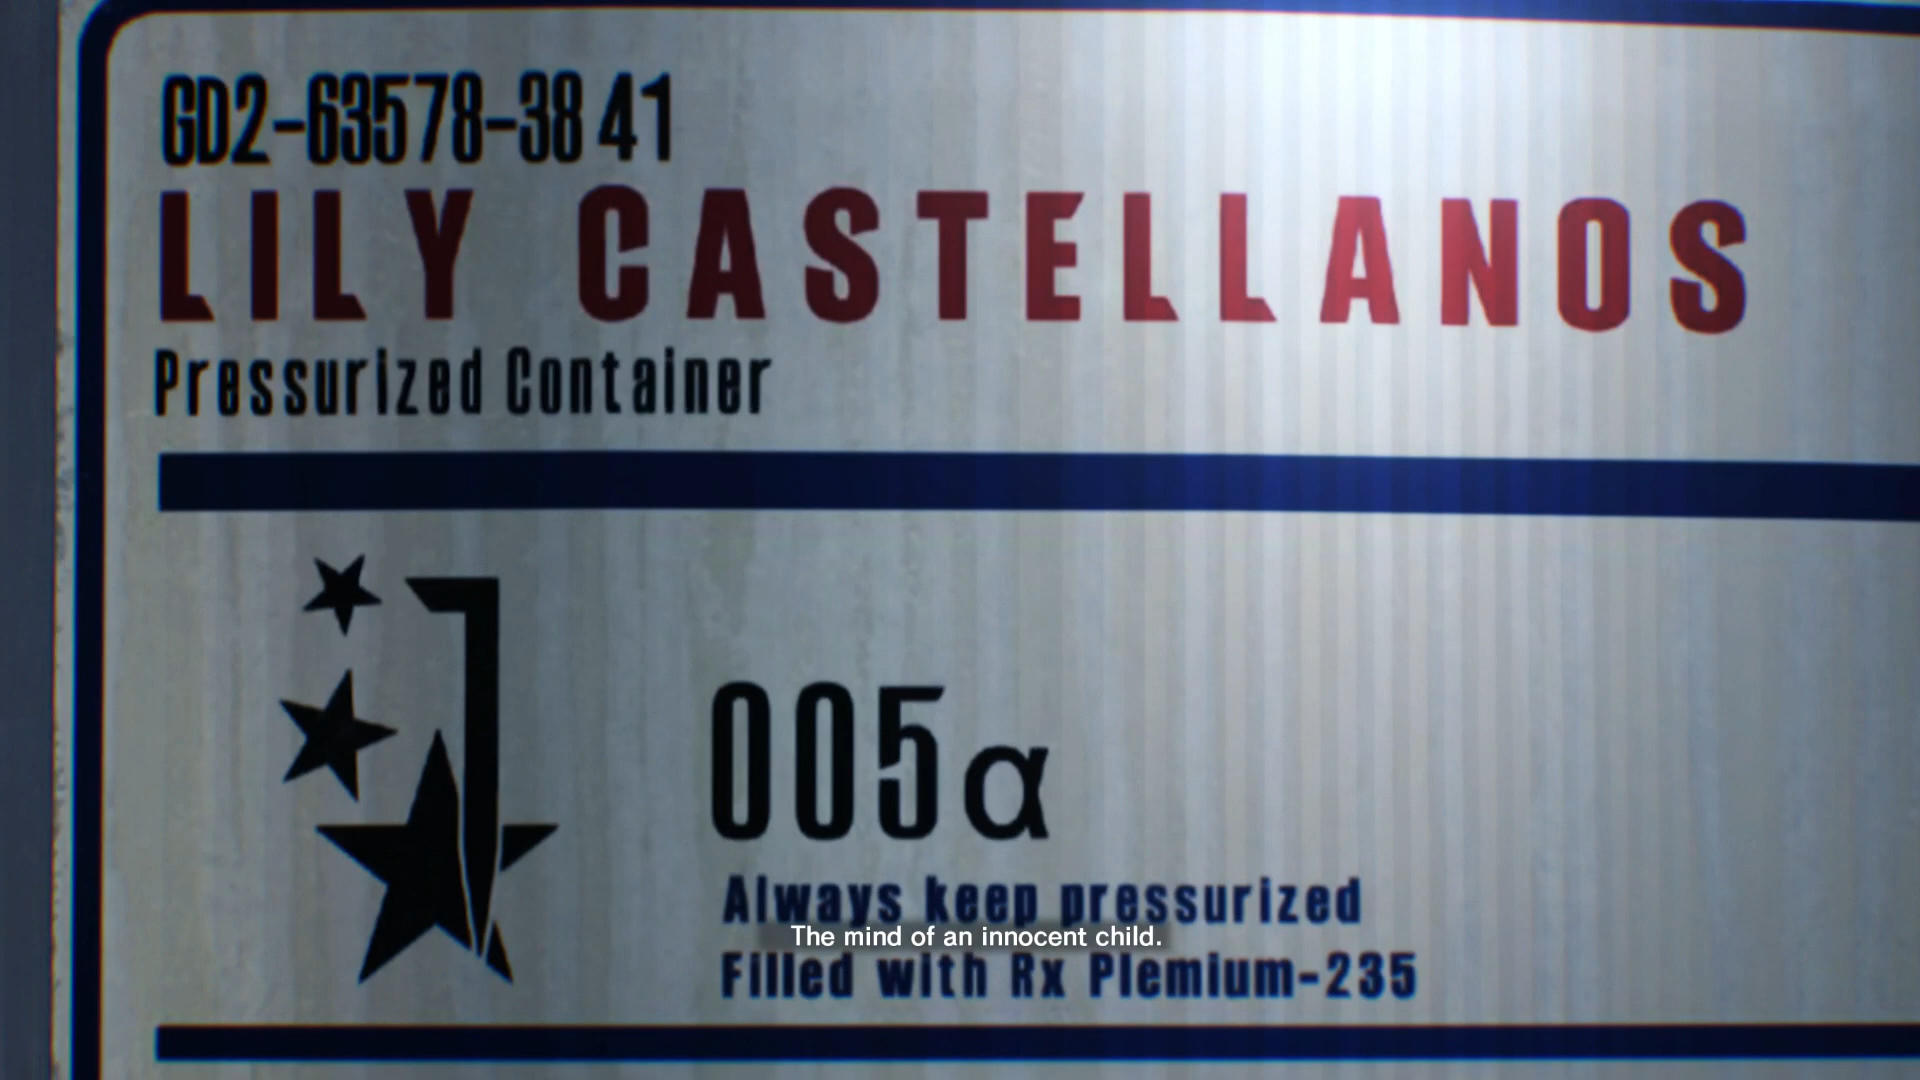 GD2-63578-38 41
LILY CASTELLANOS
Pressurized Container
005α
Always keep pressurized
The mind of an innocent child.
Filled with Rx Plemium-235